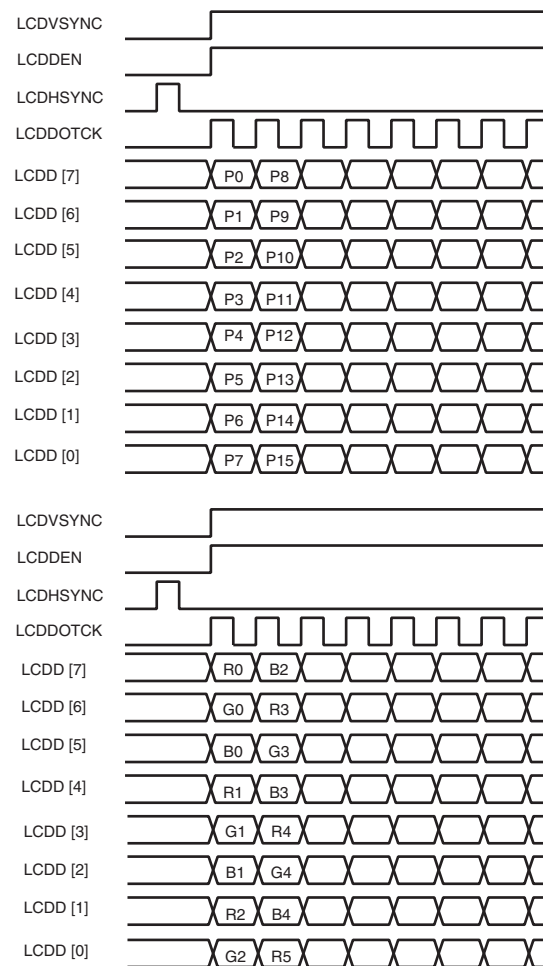 LCDVSYNC
LCDDEN
LCDHSYNC
LCDDOTCK
LCDD [7] P0 P8
LCDD [6] P1 P9
LCDD [5] P2 P10
LCDD [4] P3 P11
LCDD [3] P4 P12
LCDD [2] P5 P13
LCDD [1] P6 P14
LCDD [0] P7 P15
LCDVSYNC
LCDDEN
LCDHSYNC
LCDDOTCK
LCDD [7] R0 B2
LCDD [6] G0 R3
LCDD [5] B0 G3
LCDD [4] R1 B3
LCDD [3] G1 R4
LCDD [2] B1 G4
LCDD [1] R2 B4
LCDD [0] G2 R5